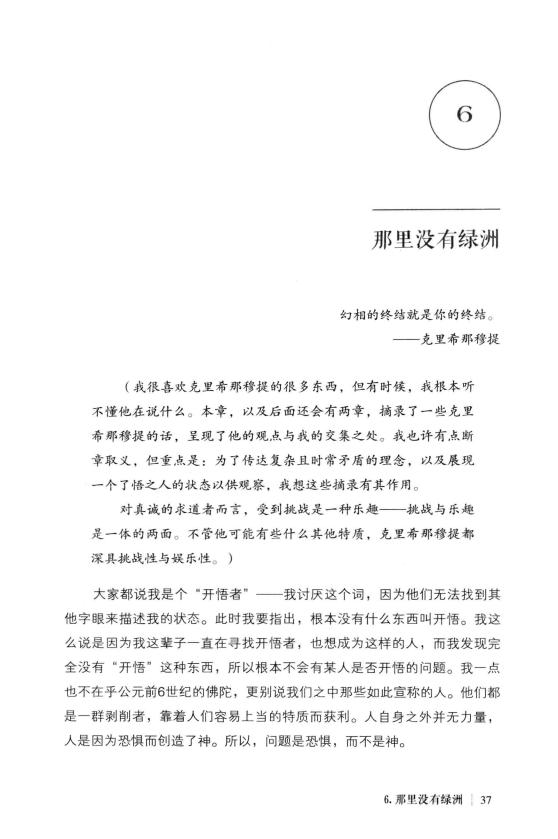 6
那里没有绿洲
幻相的终结就是你的终结。
——克里希那穆提
（我很喜欢克里希那穆提的很多东西，但有时候，我根本听
不懂他在说什么。本章，以及后面还会有两章，摘录了一些克里
希那穆提的话，呈现了他的观点与我的交集之处。我也许有点断
章取义，但重点是：为了传达复杂且时常矛盾的理念，以及展现
一个了悟之人的状态以供观察，我想这些摘录有其作用。
对真诚的求道者而言，受到挑战是一种乐趣——挑战与乐趣
是一体的两面。不管他可能有些什么其他特质，克里希那穆提都
深具挑战性与娱乐性。）
大家都说我是个“开悟者”——我讨厌这个词，因为他们无法找到其
他字眼来描述我的状态。此时我要指出，根本没有什么东西叫开悟。我这
么说是因为我这辈子一直在寻找开悟者，也想成为这样的人，而我发现完
全没有“开悟”这种东西，所以根本不会有某人是否开悟的问题。我一点
也不在乎公元前6世纪的佛陀，更别说我们之中那些如此宣称的人。他们都
是一群剥削者，靠着人们容易上当的特质而获利。人自身之外并无力量，
人是因为恐惧而创造了神。所以，问题是恐惧，而不是神。
6. 那里没有绿洲 | 37